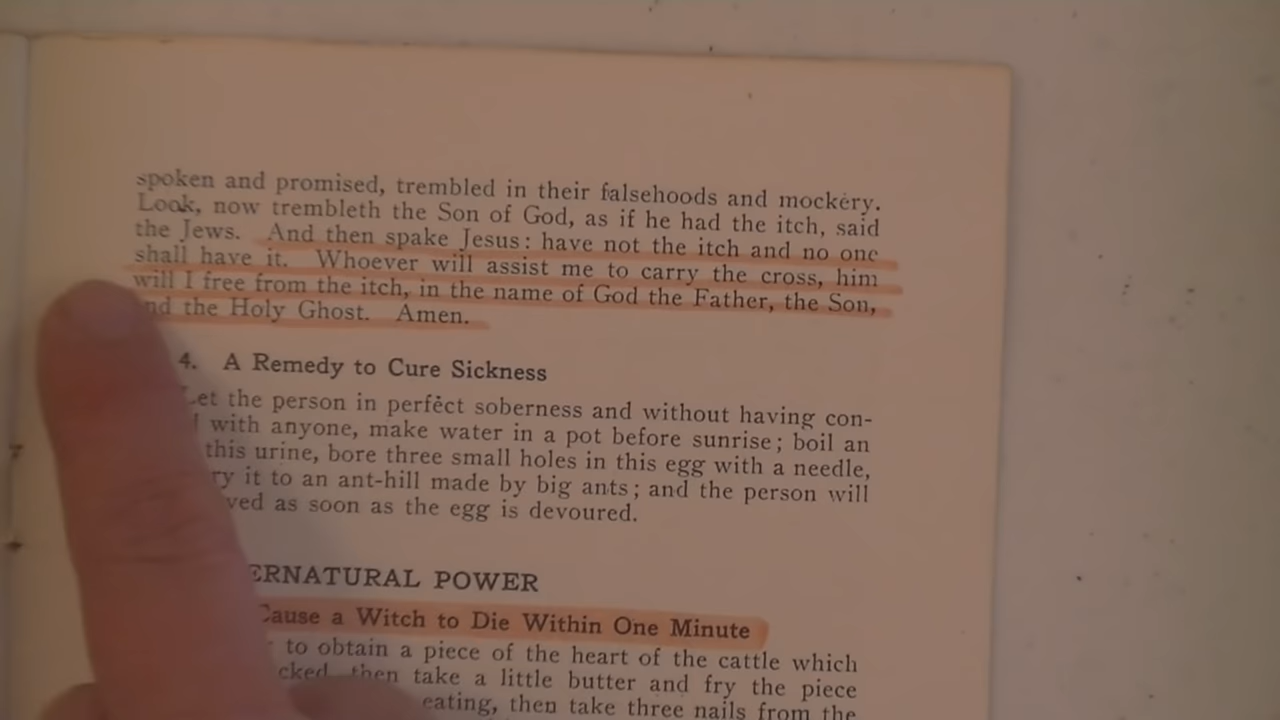 spoken and promised, trembled in their falsehoods and mockery.
Look, now trembleth the Son of God, as if he had the itch, said
the Jews. And then spake Jesus: have not the itch and no one
shall have it. Whoever will assist me to carry the cross, him
will I free from the itch, in the name of God the Father, the Son,
and the Holy Ghost. Amen.
4. A Remedy to Cure Sickness
Let the person in perfect soberness and without having con-
with anyone, make water in a pot before sunrise; boil an
this urine, bore three small holes in this egg with a needle,
it to an ant-hill made by big ants; and the person will
as soon as the egg is devoured.
POWER
Cause a Witch to Die Within One Minute
to obtain a piece of the heart of the cattle which
then take a little butter and fry the piece
eating, then take three nails from the